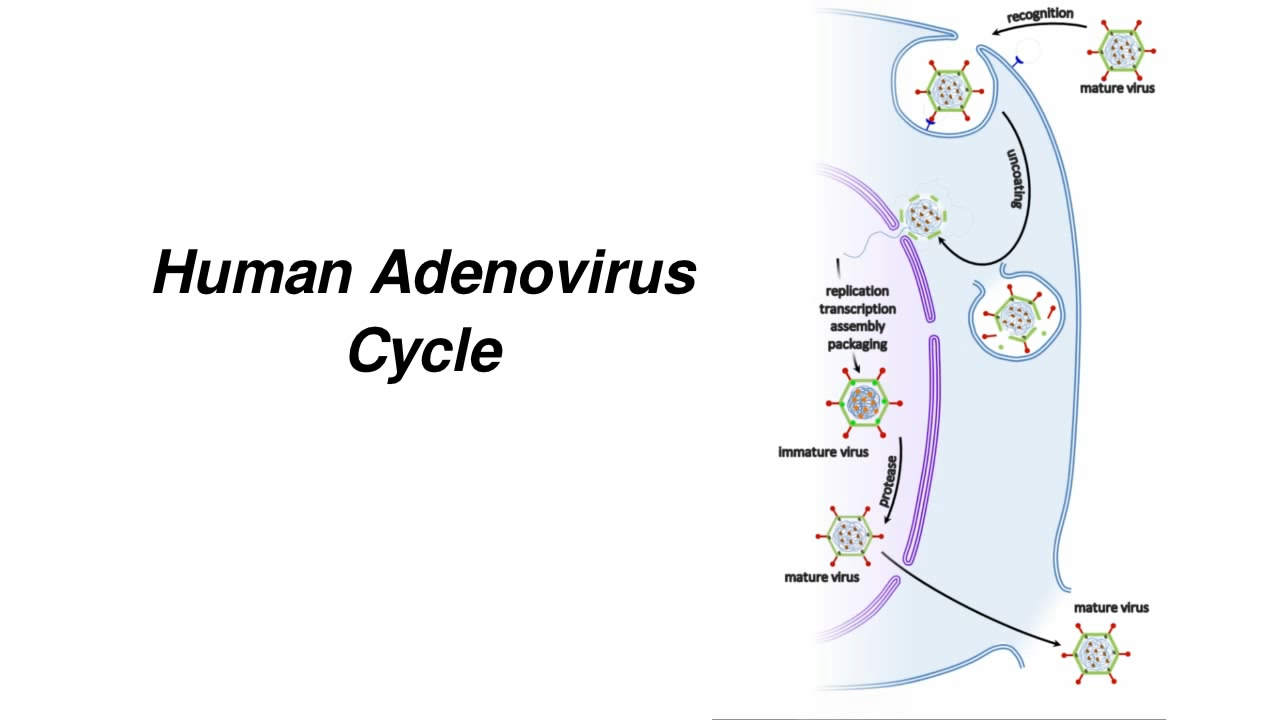 Human Adenovirus
Cycle
recognition
mature virus
uncoating
replication
transcription
assembly
packaging
immature virus
protease
mature virus
mature virus